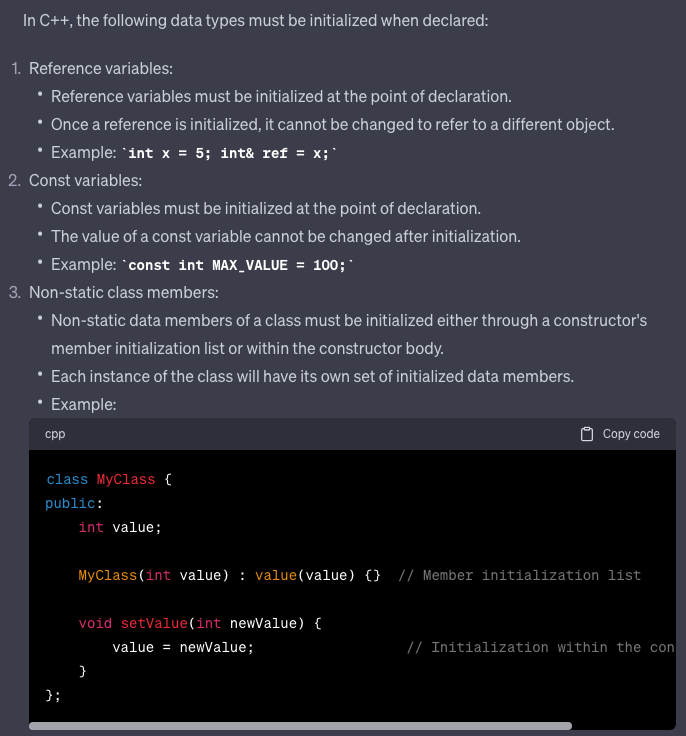 In C++, the following data types must be initialized when declared:
1. Reference variables:
• Reference variables must be initialized at the point of declaration.
• Once a reference is initialized, it cannot be changed to refer to a different object.
• Example: `int x = 5; int& ref = x;`
2. Const variables:
• Const variables must be initialized at the point of declaration.
• The value of a const variable cannot be changed after initialization.
• Example: `const int MAX_VALUE = 100;`
3. Non-static class members:
• Non-static data members of a class must be initialized either through a constructor's
member initialization list or within the constructor body.
• Each instance of the class will have its own set of initialized data members.
• Example:
cpp Copy code
class MyClass {
public:
    int value;
    MyClass(int value) : value(value) {}  // Member initialization list
    void setValue(int newValue) {
        value = newValue;                  // Initialization within the con
    }
};